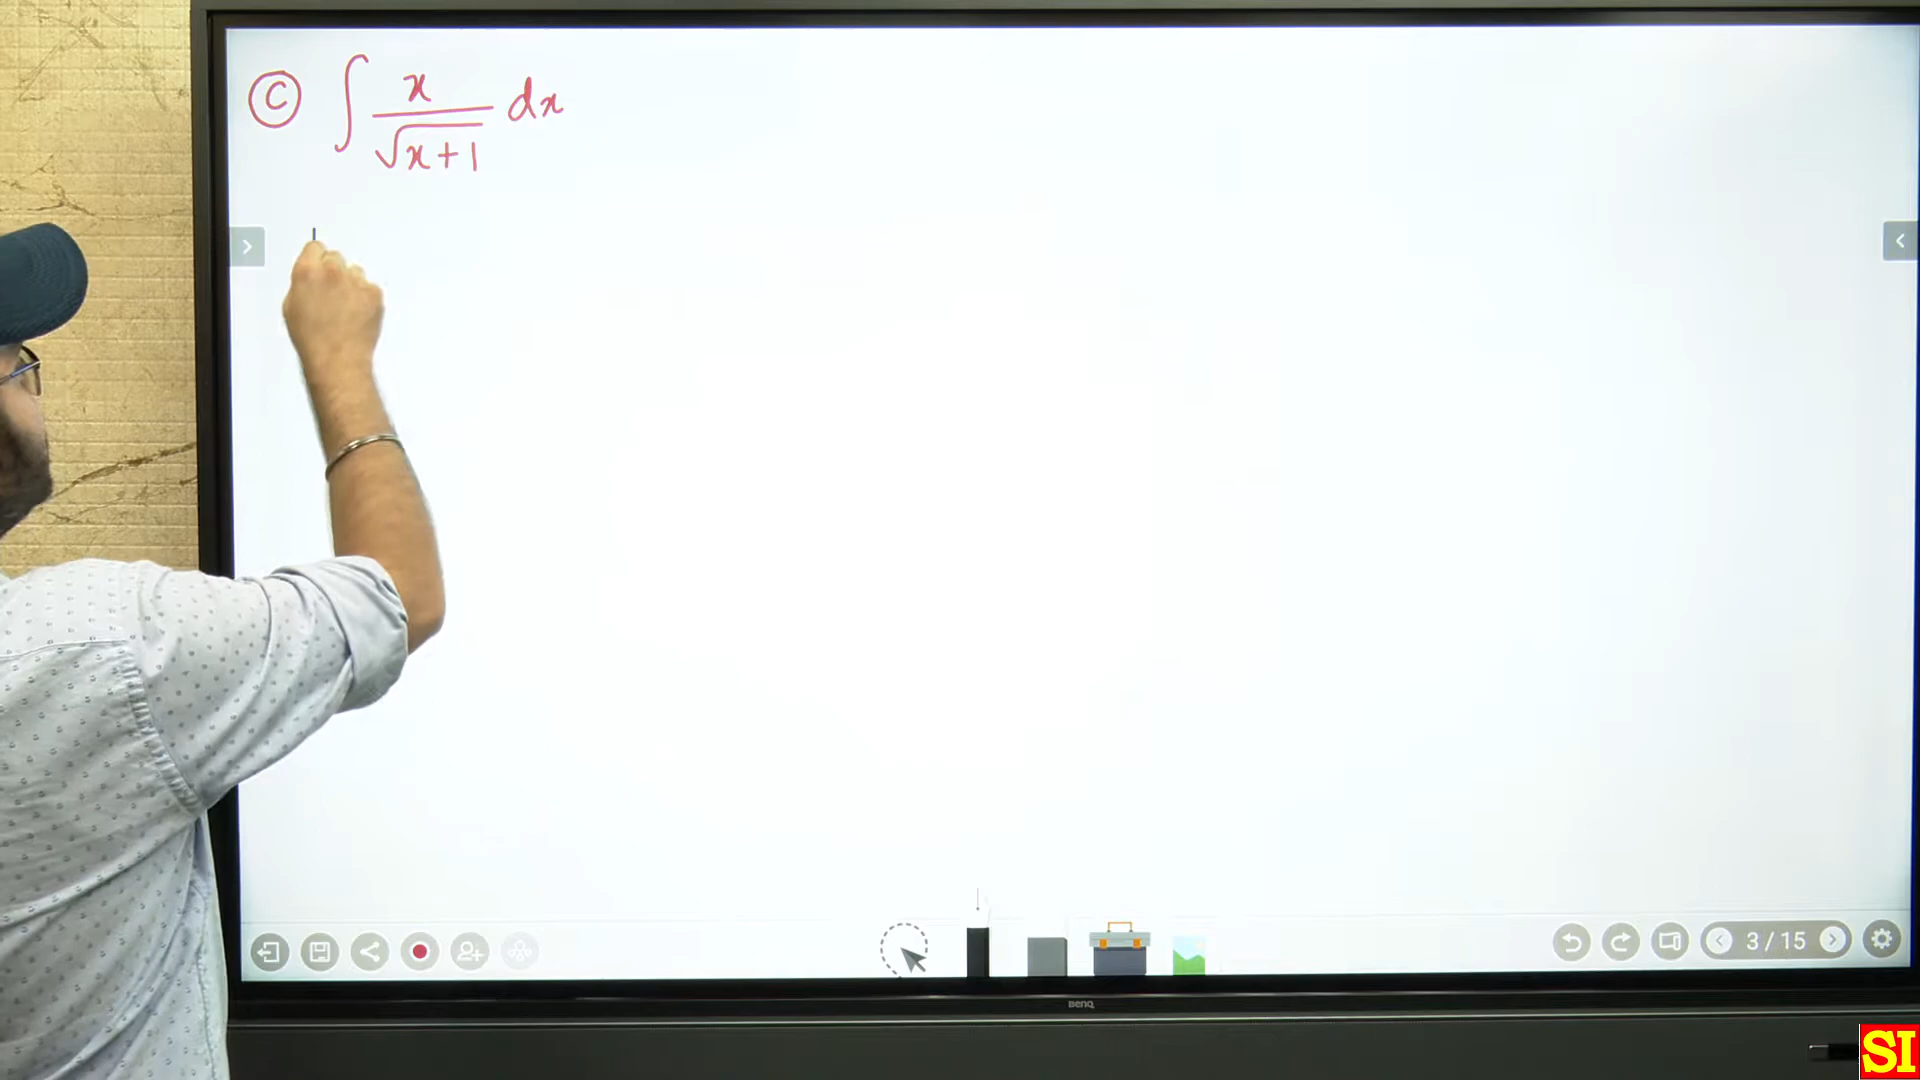 Ⓒ ∫ x/√(x+1) dx
3 / 15
BenQ
SI